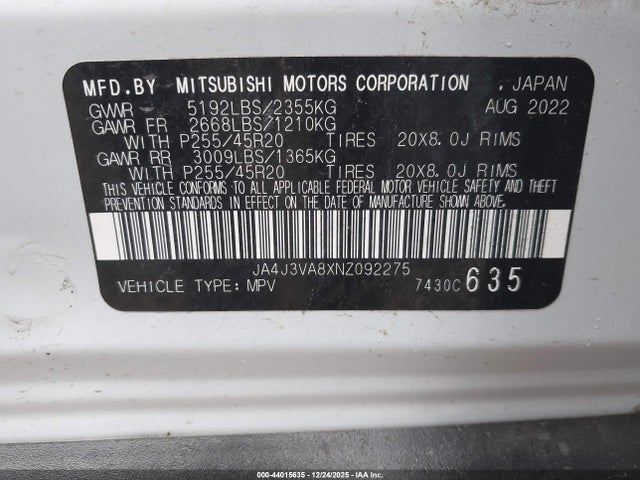 MFD.BY MITSUBISHI MOTORS CORPORATION , JAPAN
GVWR 5192LBS/2355KG AUG 2022
GAWR FR 2668LBS/1210KG
WITH P255/45R20 TIRES 20X8.0J RIMS
GAWR RR 3009LBS/1365KG
WITH P255/45R20 TIRES 20X8.0J RIMS
THIS VEHICLE CONFORMS TO ALL APPLICABLE FEDERAL MOTOR VEHICLE SAFETY AND THEFT
PREVENTION STANDARDS IN EFFECT ON THE DATE OF MANUFACTURE SHOWN ABOVE.
JA4J3VA8XNZ092275
VEHICLE TYPE: MPV 7430C 635
000-44015635 - 12/24/2025 - IAAI.COM